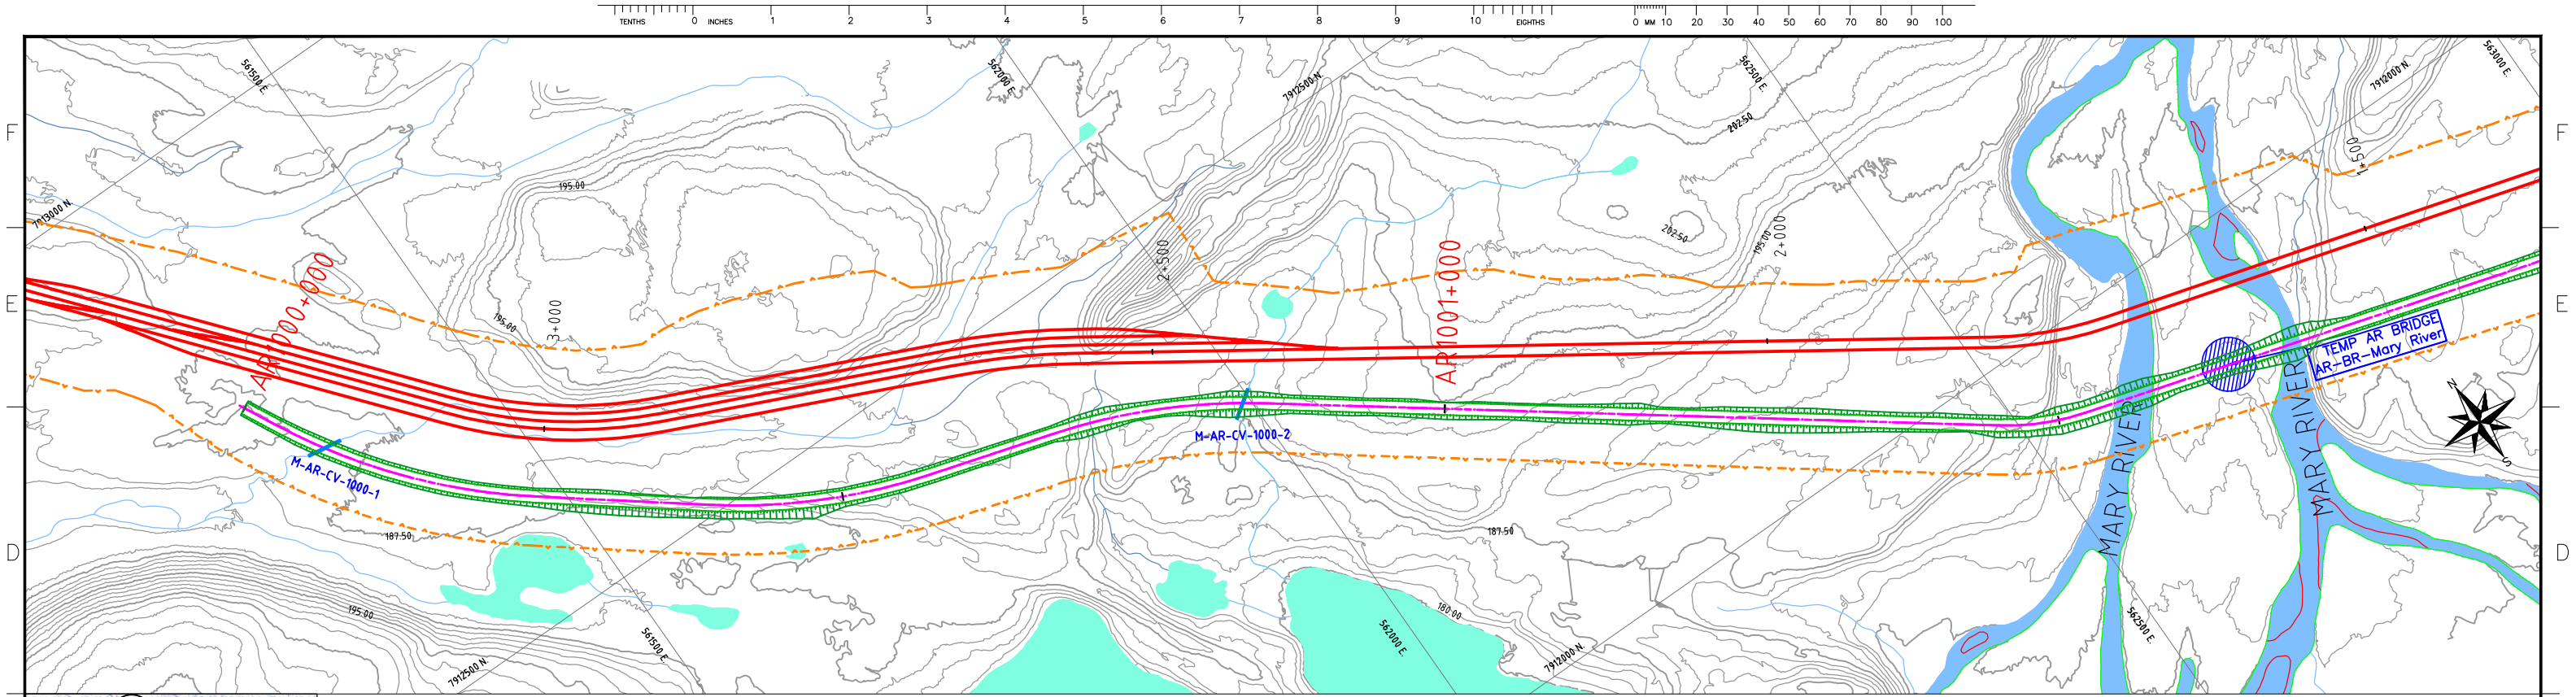 TENTHS 0 INCHES 1 2 3 4 5 6 7 8 9 10 EIGHTHS 0 MM 10 20 30 40 50 60 70 80 90 100
561500 E.
562000 E.
7912500 N.
562500 E.
7912000 N.
563000 E.
F
202.50
F
1+500
195.00
7913000 N.
202.50
195.00
2+000
2+500
E
AR1000+000
195.00
3+000
AR1001+000
E
TEMP AR BRIDGE
AR-BR-Mary River
N
S
M-AR-CV-1000-1
M-AR-CV-1000-2
MARY RIVER
MARY RIVER
D
187.50
187.50
D
195.00
180.00
561500 E.
562000 E.
562500 E.
7912500 N.
7912000 N.